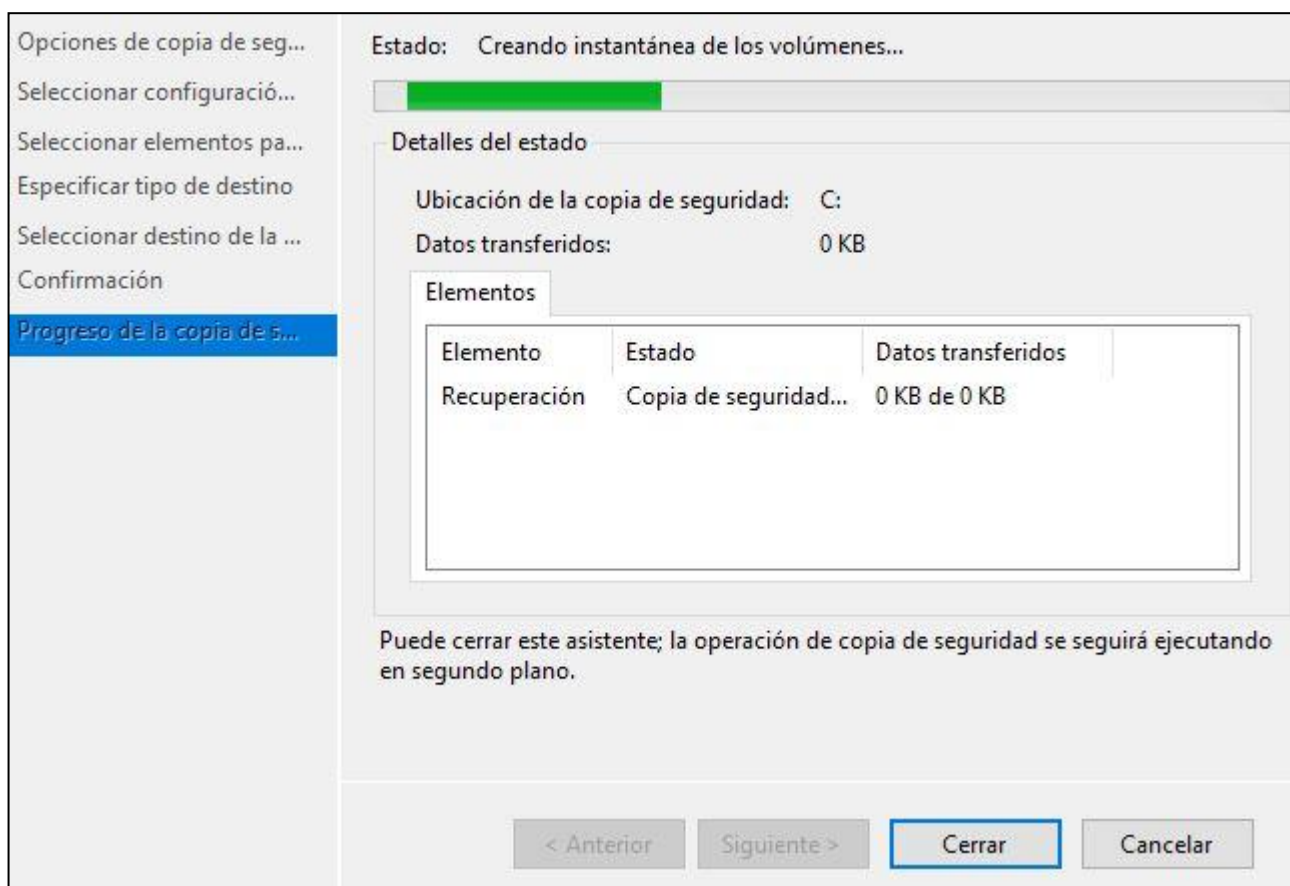 Opciones de copia de seg...
Seleccionar configuració...
Seleccionar elementos pa...
Especificar tipo de destino
Seleccionar destino de la ...
Confirmación
Progreso de la copia de s...
Estado: Creando instantánea de los volúmenes...
Detalles del estado
Ubicación de la copia de seguridad: C:
Datos transferidos: 0 KB
Elementos
Elemento Estado Datos transferidos
Recuperación Copia de seguridad... 0 KB de 0 KB
Puede cerrar este asistente; la operación de copia de seguridad se seguirá ejecutando
en segundo plano.
< Anterior Siguiente > Cerrar Cancelar